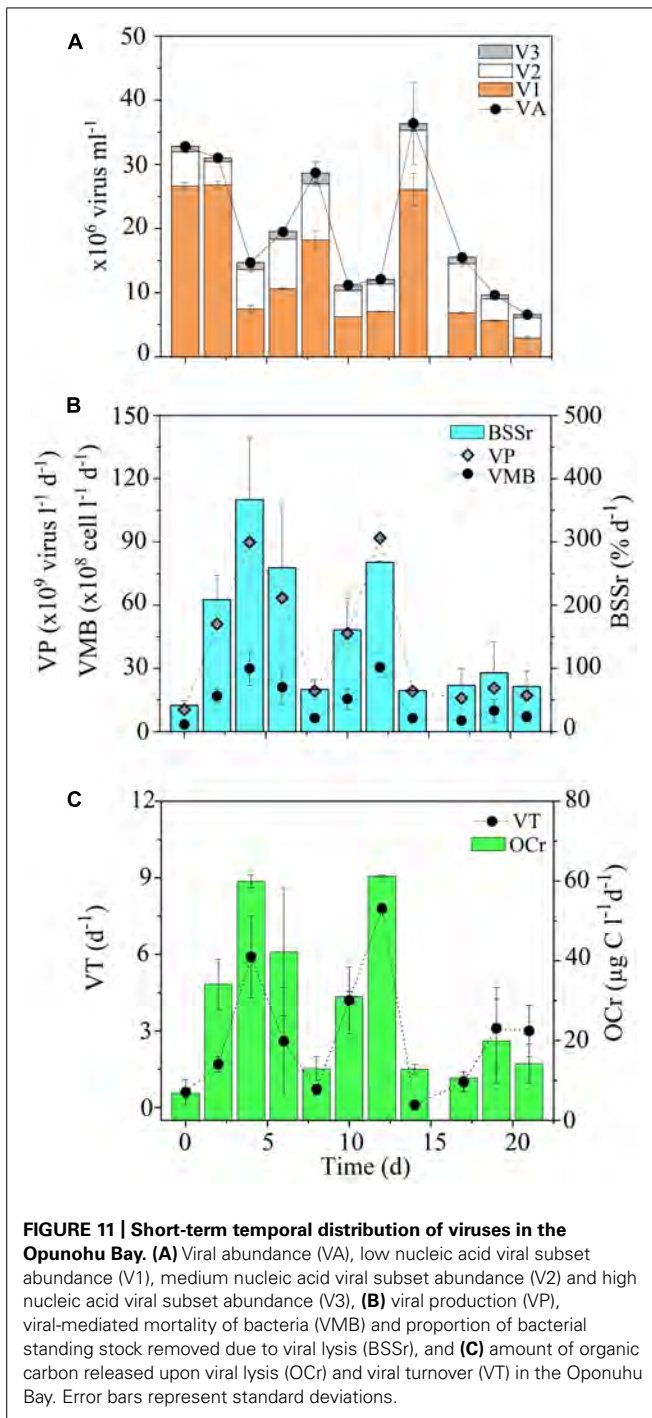 A
50
40
30
20
10
0
x10⁶ virus ml⁻¹
V3
V2
V1
VA
B
150
120
90
60
30
0
VP (x10⁹ virus l⁻¹ d⁻¹)
VMB (x10⁸ cell l⁻¹ d⁻¹)
BSSr
VP
VMB
500
400
300
200
100
0
BSSr (% d⁻¹)
C
12
9
6
3
0
VT (d⁻¹)
VT
OCr
80
60
40
20
0
OCr (µg C l⁻¹d⁻¹)
0 5 10 15 20
Time (d)
FIGURE 11 | Short-term temporal distribution of viruses in the
Opunohu Bay. (A) Viral abundance (VA), low nucleic acid viral subset
abundance (V1), medium nucleic acid viral subset abundance (V2) and high
nucleic acid viral subset abundance (V3), (B) viral production (VP),
viral-mediated mortality of bacteria (VMB) and proportion of bacterial
standing stock removed due to viral lysis (BSSr), and (C) amount of organic
carbon released upon viral lysis (OCr) and viral turnover (VT) in the Oponuhu
Bay. Error bars represent standard deviations.